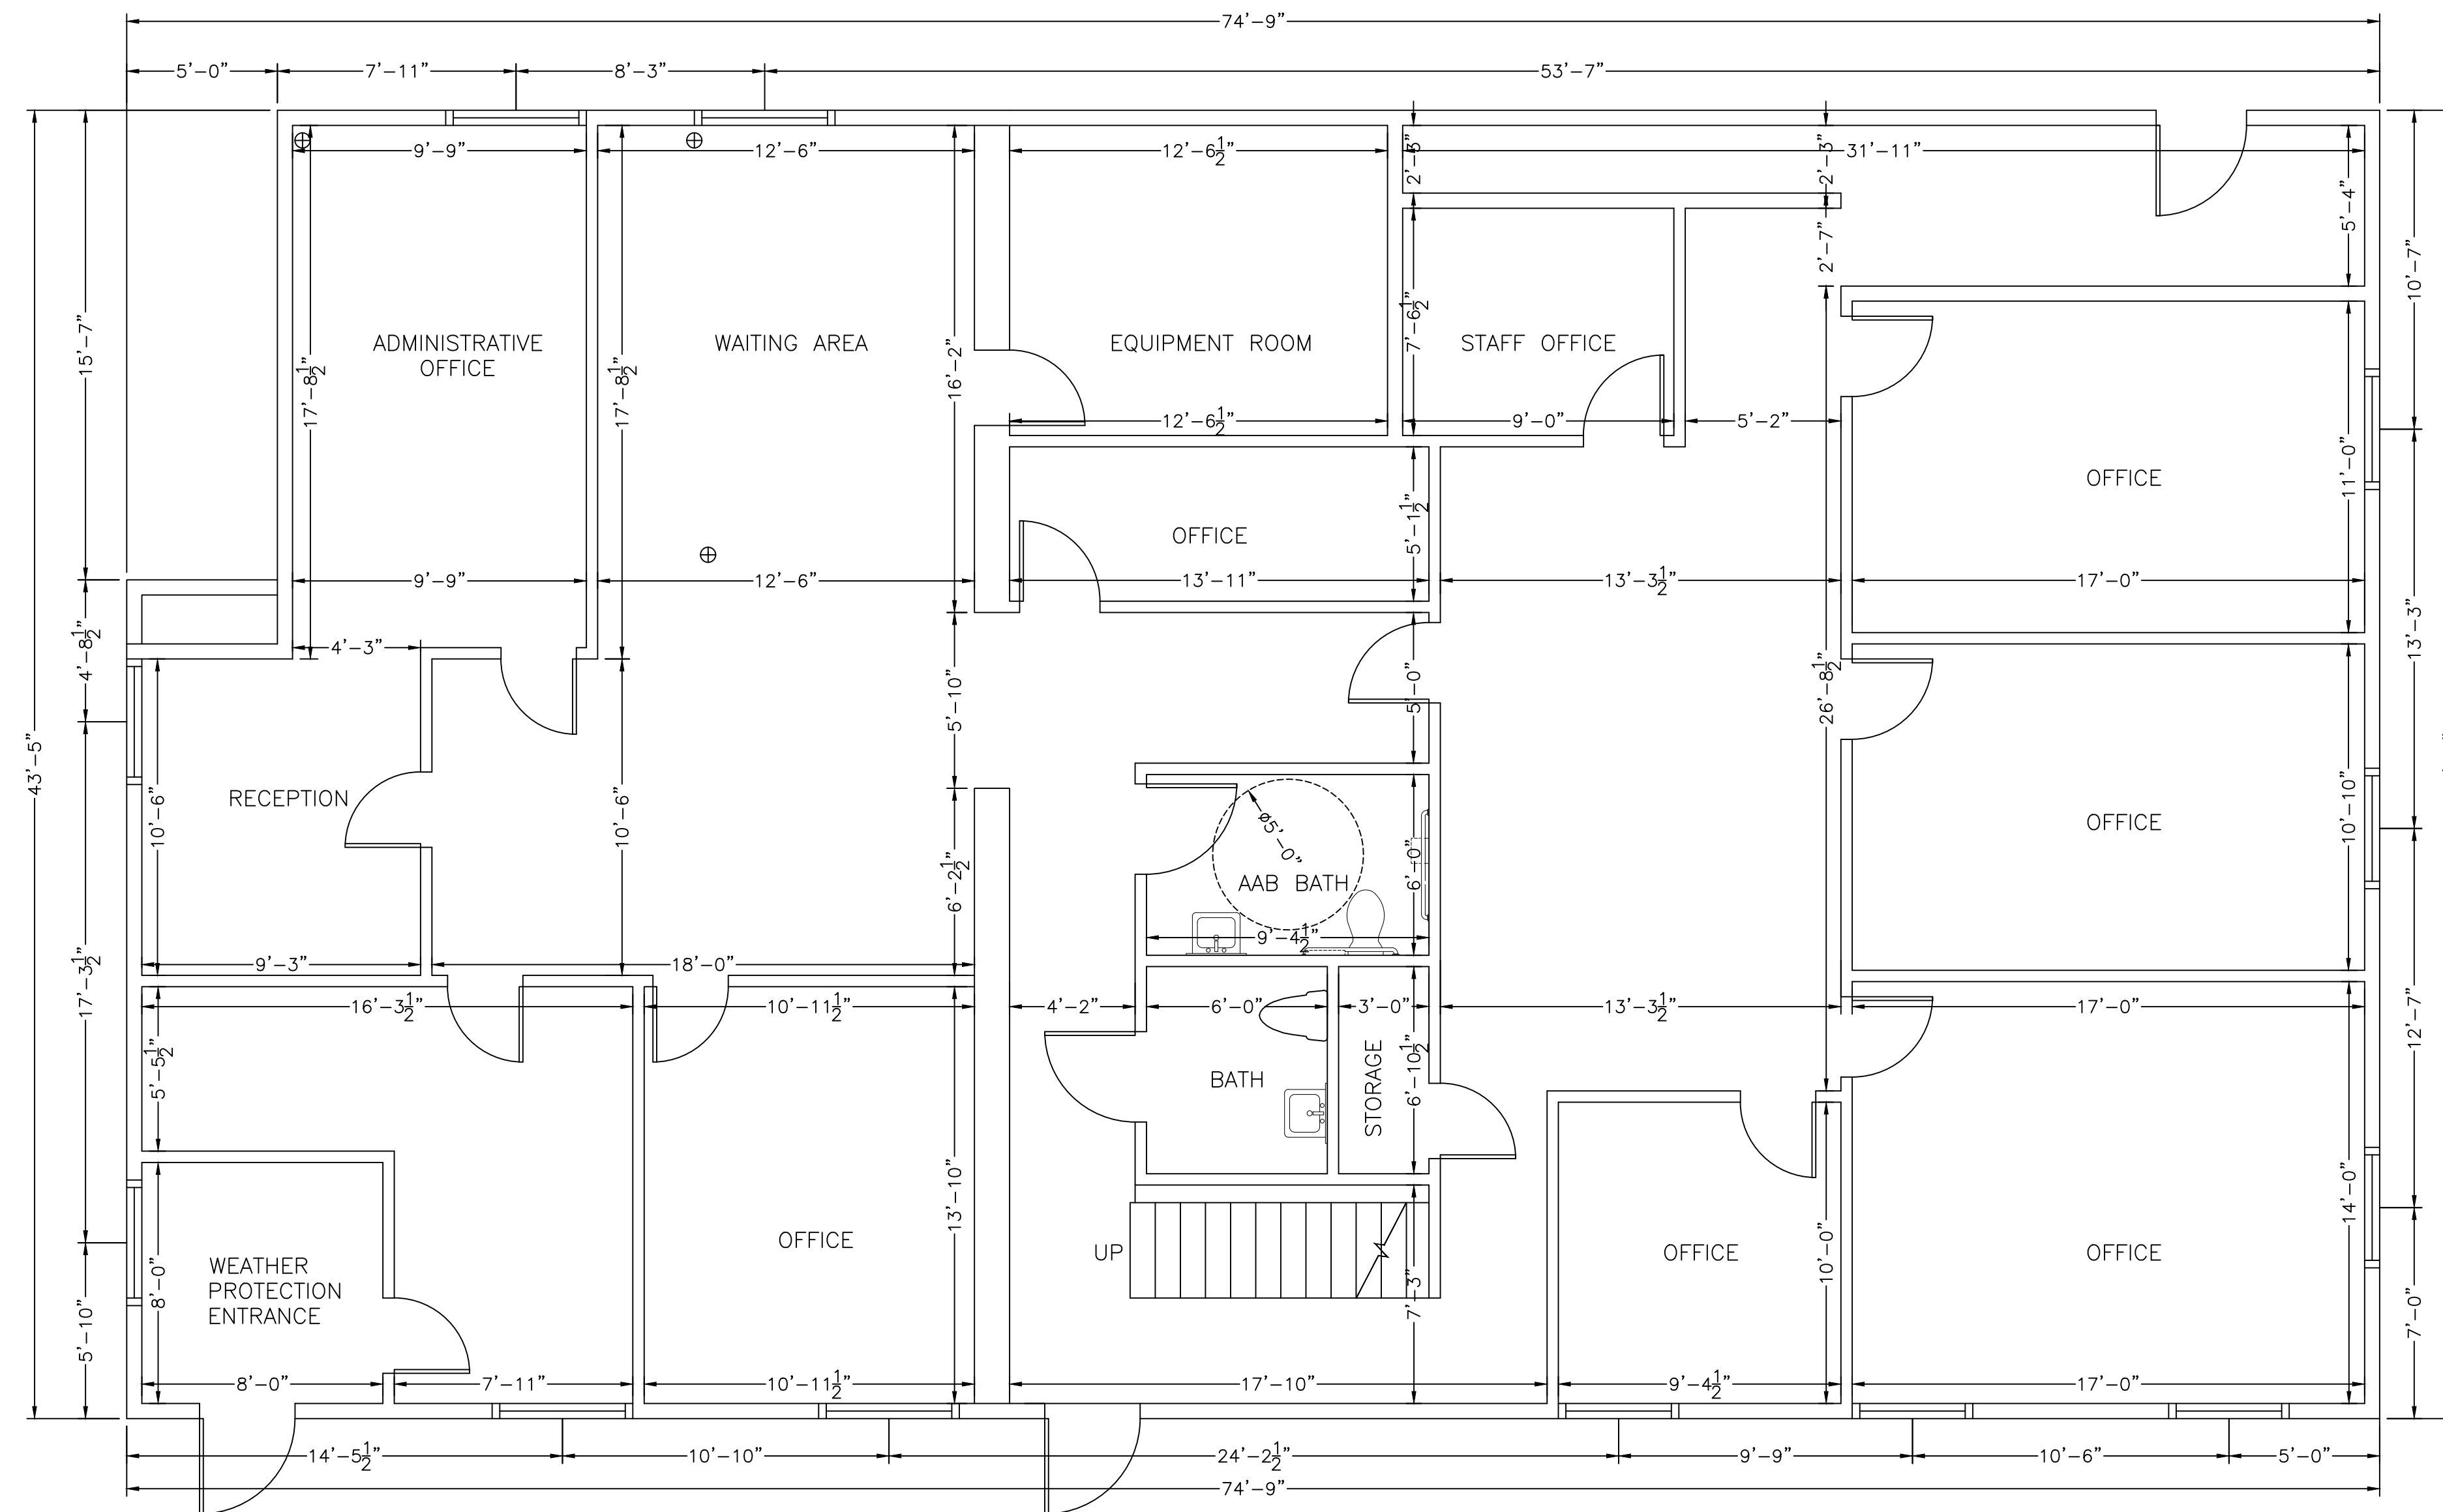 74'-9"
5'-0" 7'-11" 8'-3" 53'-7"
9'-9" 12'-6" 12'-6½" 2'-3" 2'-3" 31'-11"
5'-4"
2'-7"
10'-7"
15'-7"
17'-8½"
17'-8½"
16'-2"
7'-6½"
ADMINISTRATIVE
OFFICE
WAITING AREA
EQUIPMENT ROOM
STAFF OFFICE
12'-6½" 9'-0" 5'-2"
11'-0"
OFFICE
OFFICE
5'-1½"
9'-9" 12'-6" 13'-11" 13'-3½" 17'-0"
4'-8½"
4'-3"
13'-3"
5'-10"
5'-0"
26'-8½"
43'-5"
RECEPTION
10'-6"
10'-6"
ø5'-0"
6'-0"
AAB BATH
10'-10"
OFFICE
6'-2½"
9'-4½"
9'-3" 18'-0"
17'-3½"
16'-3½" 10'-11½" 4'-2" 6'-0" 3'-0" 13'-3½" 17'-0"
5'-5½"
BATH
STORAGE
6'-10½"
12'-7"
13'-10"
14'-0"
WEATHER
PROTECTION
ENTRANCE
OFFICE
UP
OFFICE
OFFICE
8'-0"
5'-10"
7'-3"
10'-0"
7'-0"
8'-0" 7'-11" 10'-11½" 17'-10" 9'-4½" 17'-0"
14'-5½" 10'-10" 24'-2½" 9'-9" 10'-6" 5'-0"
74'-9"